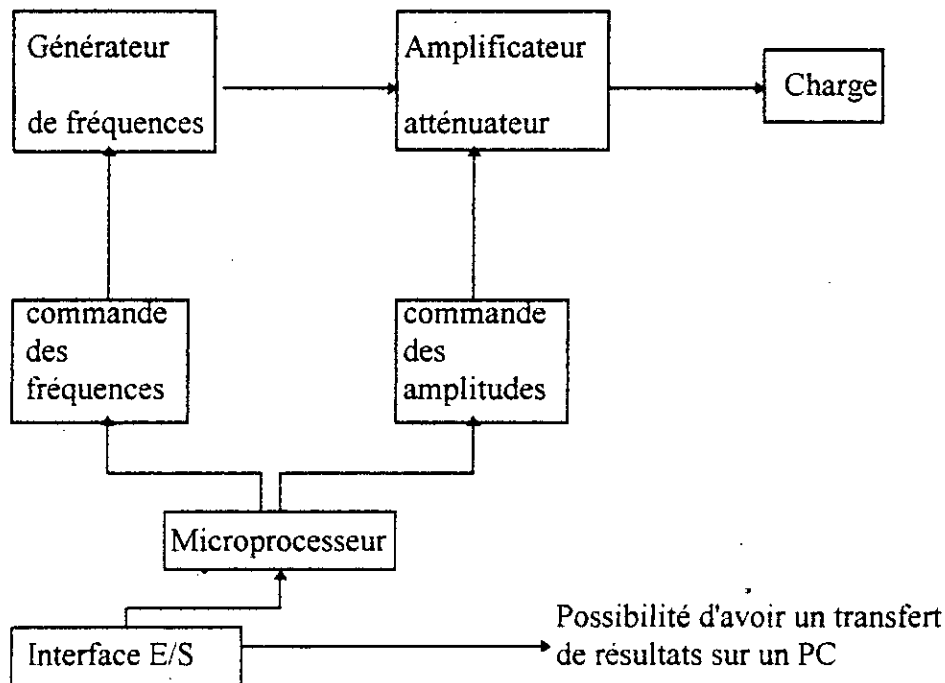 Générateur
de fréquences
Amplificateur
atténuateur
Charge
commande
des
fréquences
commande
des
amplitudes
Microprocesseur
Interface E/S
Possibilité d'avoir un transfert
de résultats sur un PC